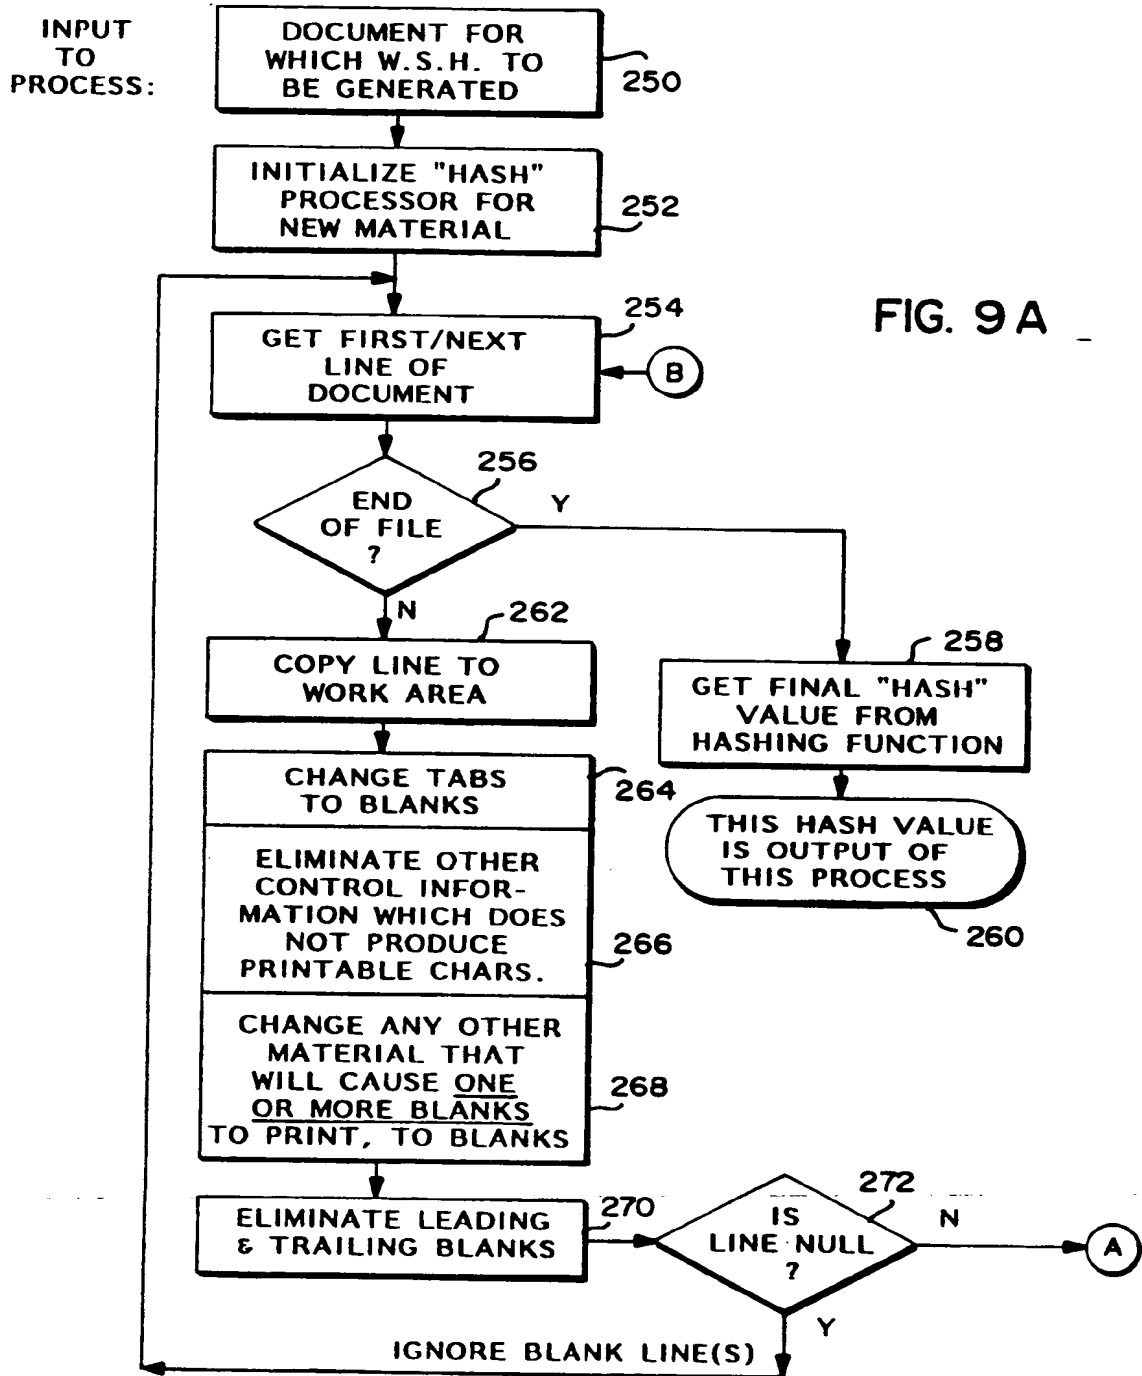 INPUT
TO
PROCESS:
DOCUMENT FOR
WHICH W.S.H. TO
BE GENERATED
250
INITIALIZE "HASH"
PROCESSOR FOR
NEW MATERIAL
252
FIG. 9A
GET FIRST/NEXT
LINE OF
DOCUMENT
254
B
END
OF FILE
?
256
Y
N
COPY LINE TO
WORK AREA
262
GET FINAL "HASH"
VALUE FROM
HASHING FUNCTION
258
THIS HASH VALUE
IS OUTPUT OF
THIS PROCESS
260
CHANGE TABS
TO BLANKS
264
ELIMINATE OTHER
CONTROL INFOR-
MATION WHICH DOES
NOT PRODUCE
PRINTABLE CHARS.
266
CHANGE ANY OTHER
MATERIAL THAT
WILL CAUSE ONE
OR MORE BLANKS
TO PRINT, TO BLANKS
268
ELIMINATE LEADING
& TRAILING BLANKS
270
IS
LINE NULL
?
272
N
A
Y
IGNORE BLANK LINE(S)